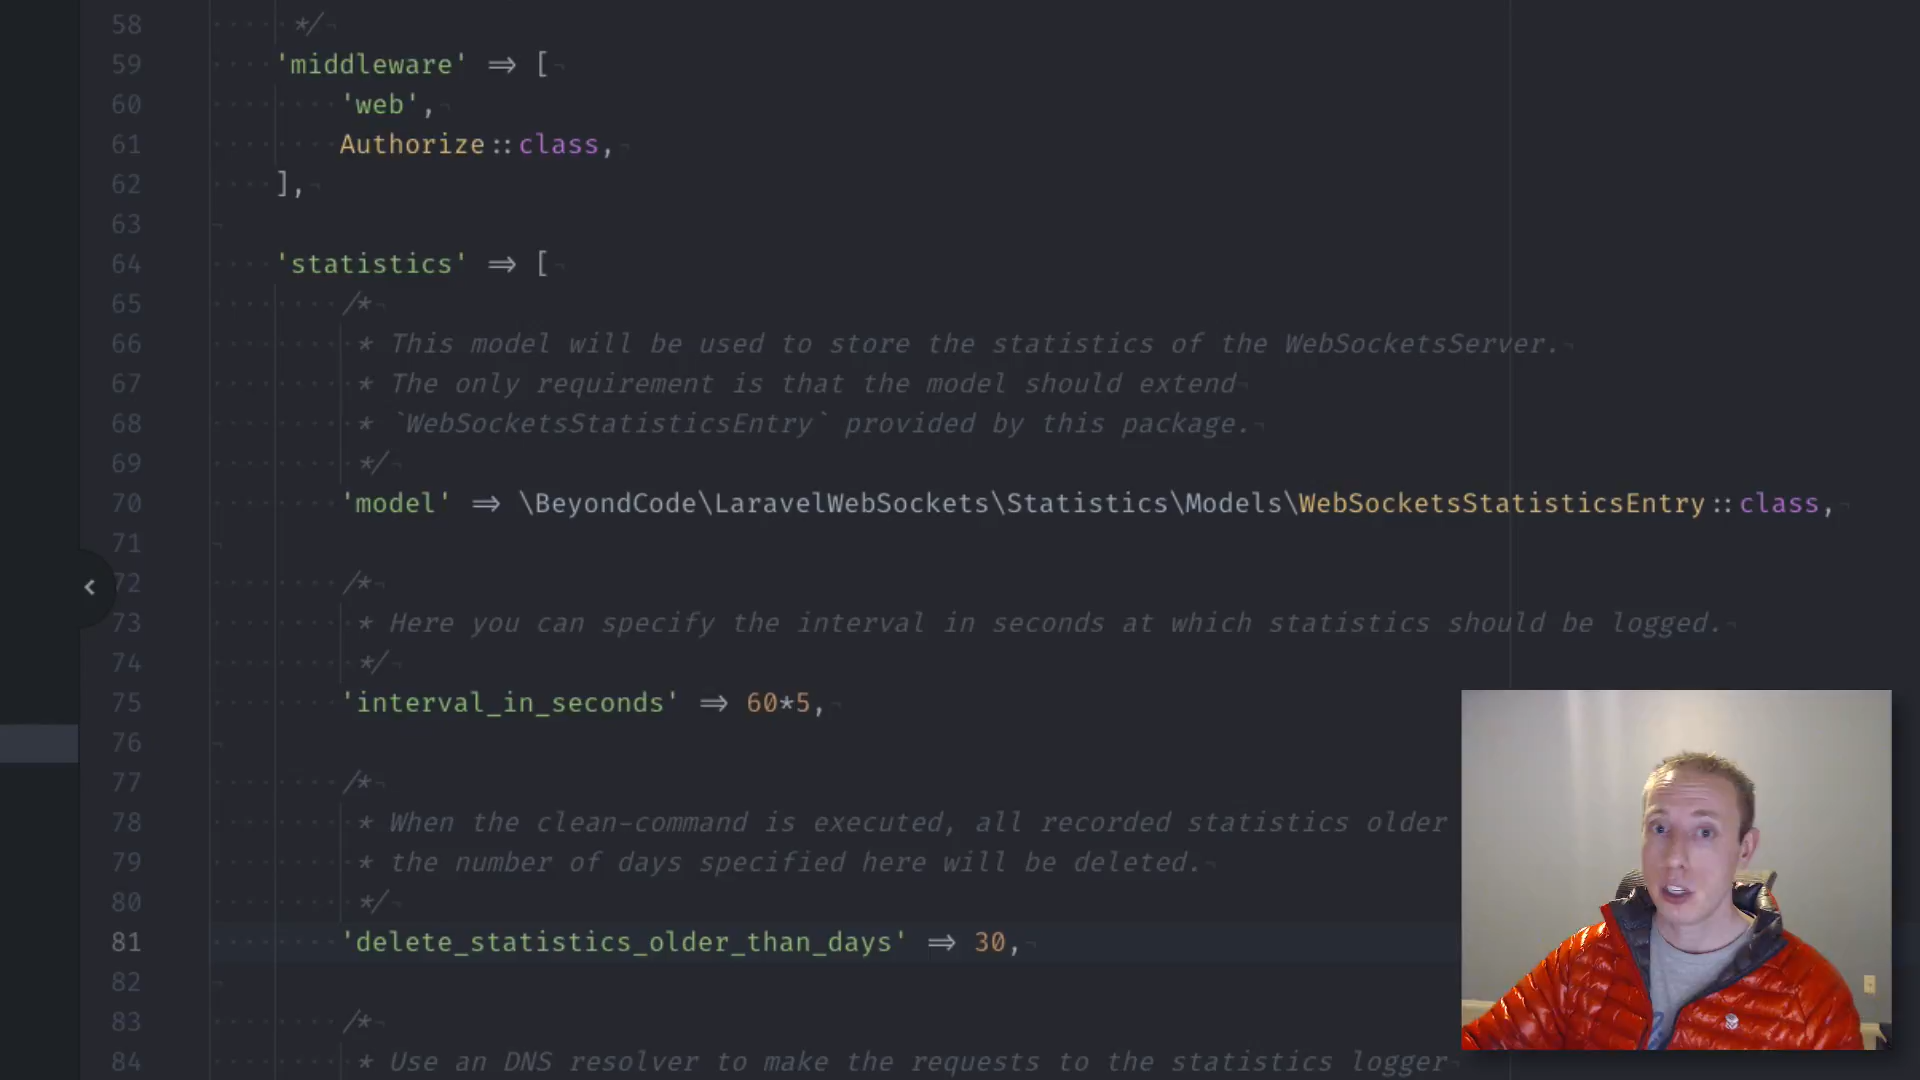 58 */
59 'middleware' => [
60 'web',
61 Authorize::class,
62 ],
63
64 'statistics' => [
65 /*
66 * This model will be used to store the statistics of the WebSocketsServer.
67 * The only requirement is that the model should extend
68 * `WebSocketsStatisticsEntry` provided by this package.
69 */
70 'model' => \BeyondCode\LaravelWebSockets\Statistics\Models\WebSocketsStatisticsEntry::class,
71
72 /*
73 * Here you can specify the interval in seconds at which statistics should be logged.
74 */
75 'interval_in_seconds' => 60*5,
76
77 /*
78 * When the clean-command is executed, all recorded statistics older
79 * the number of days specified here will be deleted.
80 */
81 'delete_statistics_older_than_days' => 30,
82
83 /*
84 * Use an DNS resolver to make the requests to the statistics logger